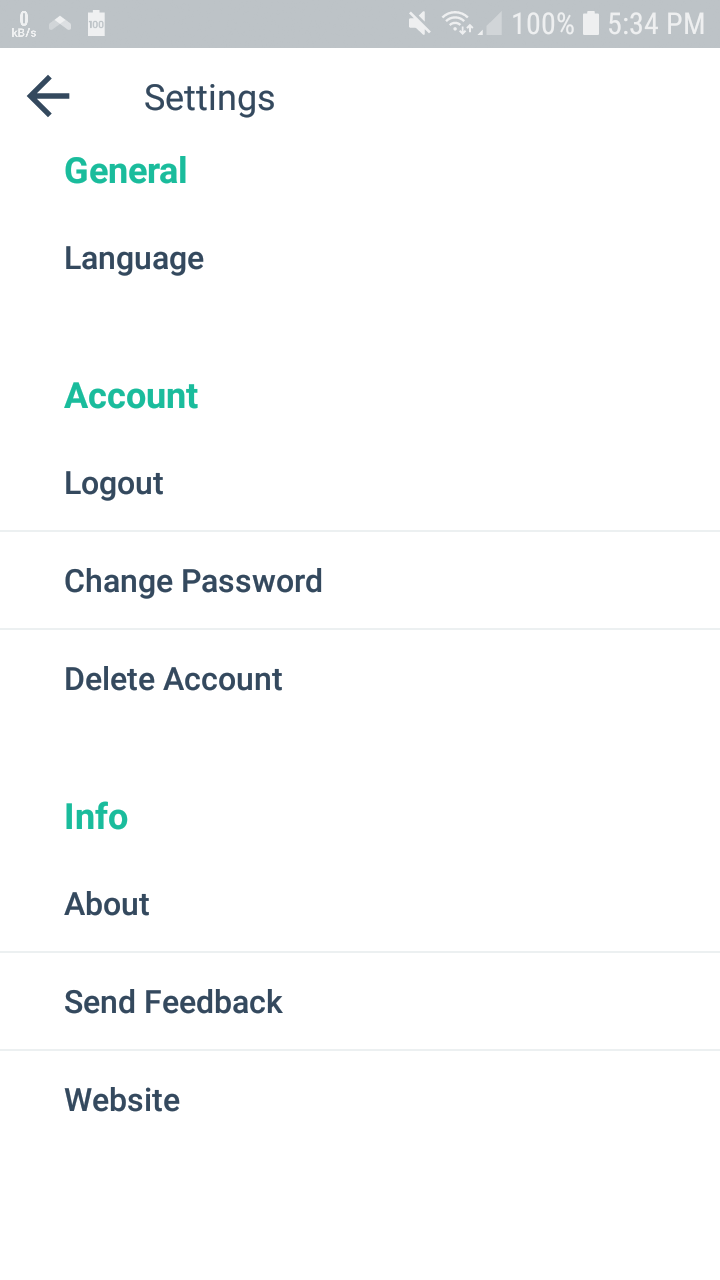 0
kB/s
100
100%
5:34 PM
Settings
General
Language
Account
Logout
Change Password
Delete Account
Info
About
Send Feedback
Website